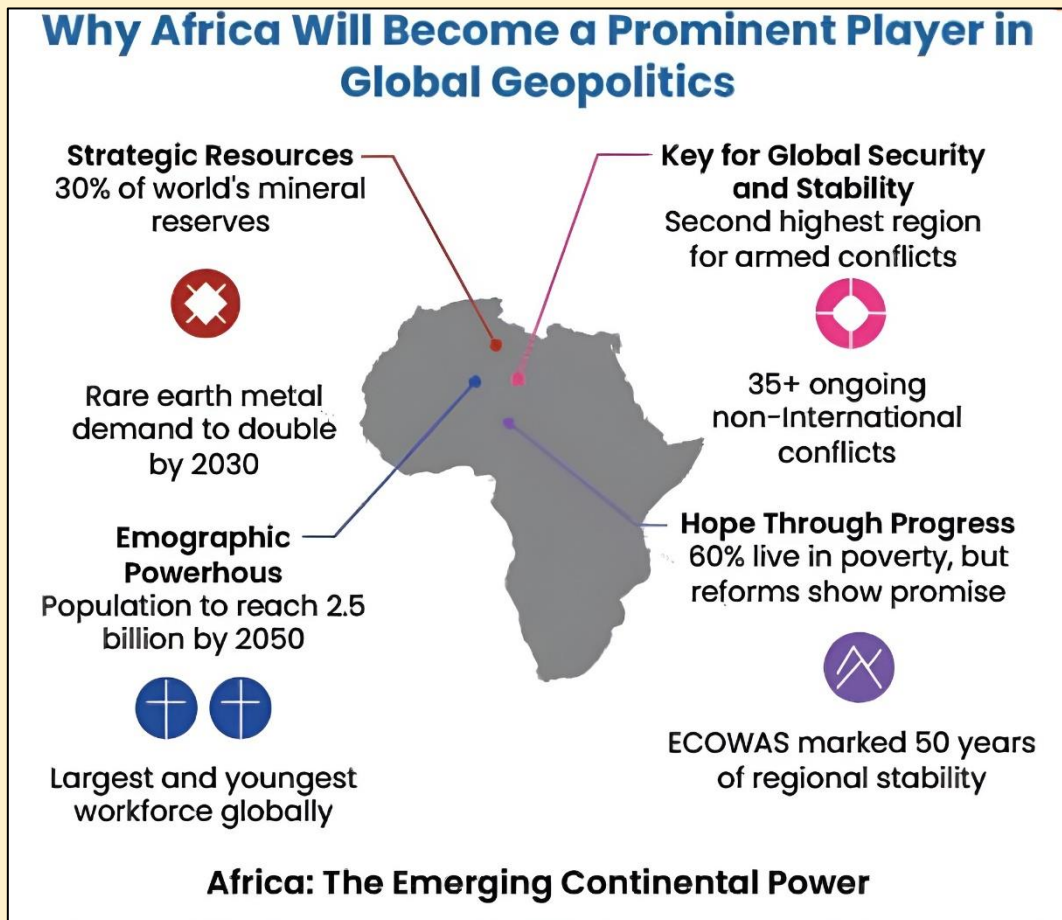 Why Africa Will Become a Prominent Player in
Global Geopolitics
Strategic Resources
30% of world's mineral
reserves
Rare earth metal
demand to double
by 2030
Emographic
Powerhous
Population to reach 2.5
billion by 2050
Largest and youngest
workforce globally
Key for Global Security
and Stability
Second highest region
for armed conflicts
35+ ongoing
non-International
conflicts
Hope Through Progress
60% live in poverty, but
reforms show promise
ECOWAS marked 50 years
of regional stability
Africa: The Emerging Continental Power